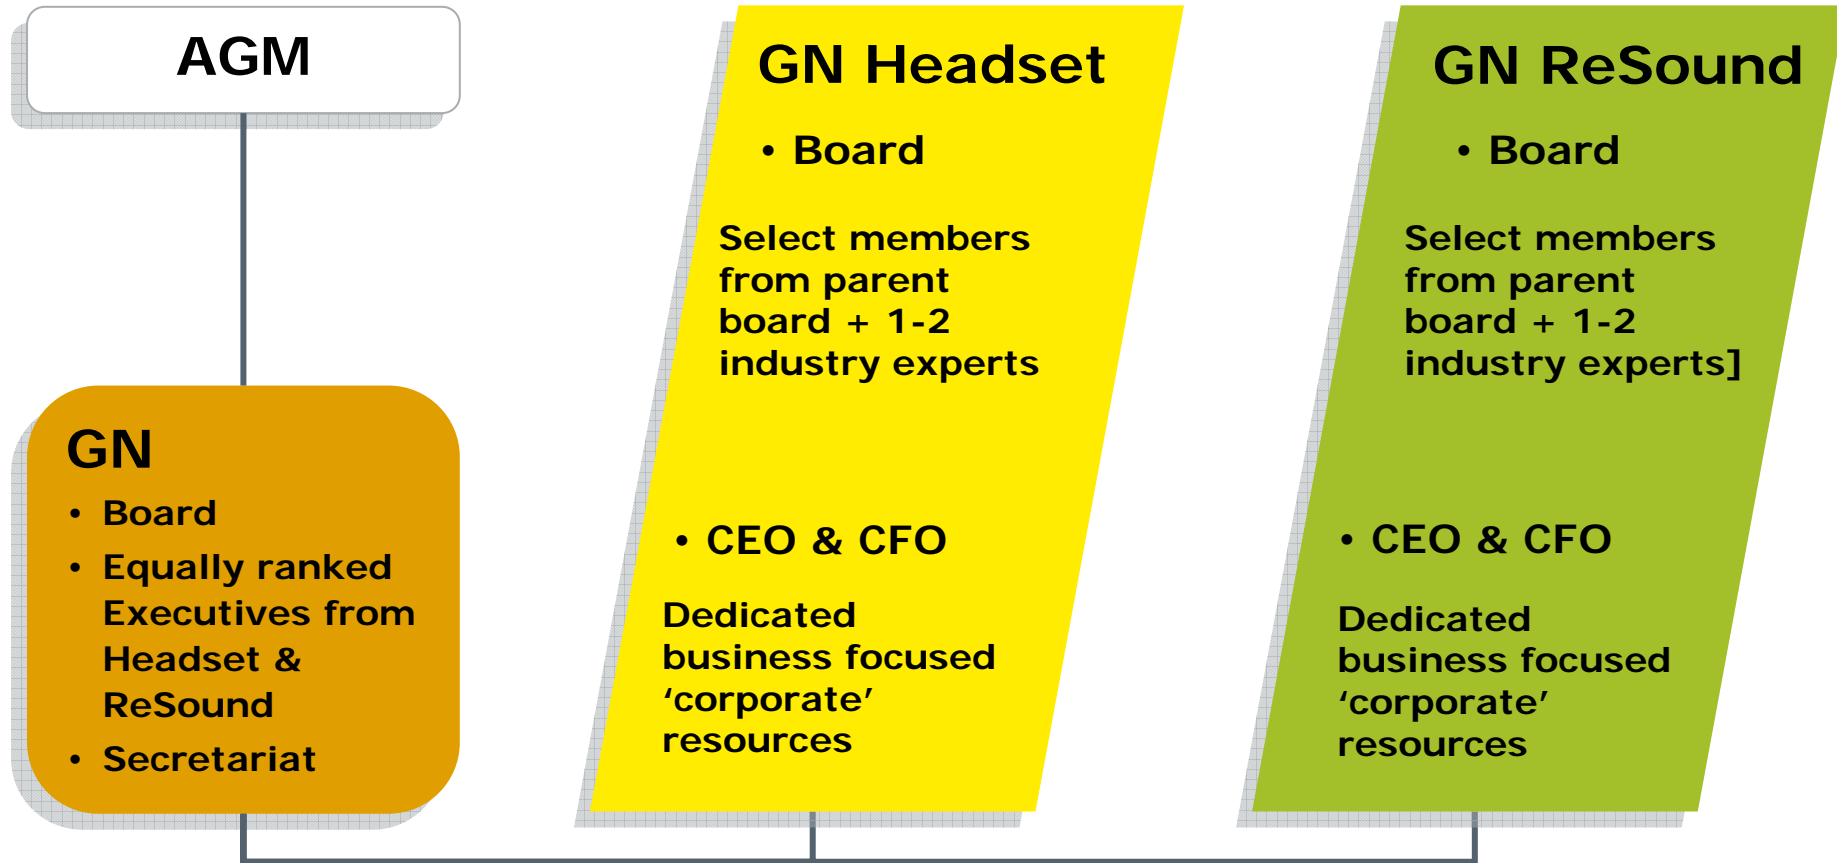 AGM
GN
• Board
• Equally ranked
Executives from
Headset &
ReSound
• Secretariat
GN Headset
• Board
Select members
from parent
board + 1-2
industry experts
• CEO & CFO
Dedicated
business focused
‘corporate’
resources
GN ReSound
• Board
Select members
from parent
board + 1-2
industry experts]
• CEO & CFO
Dedicated
business focused
‘corporate’
resources